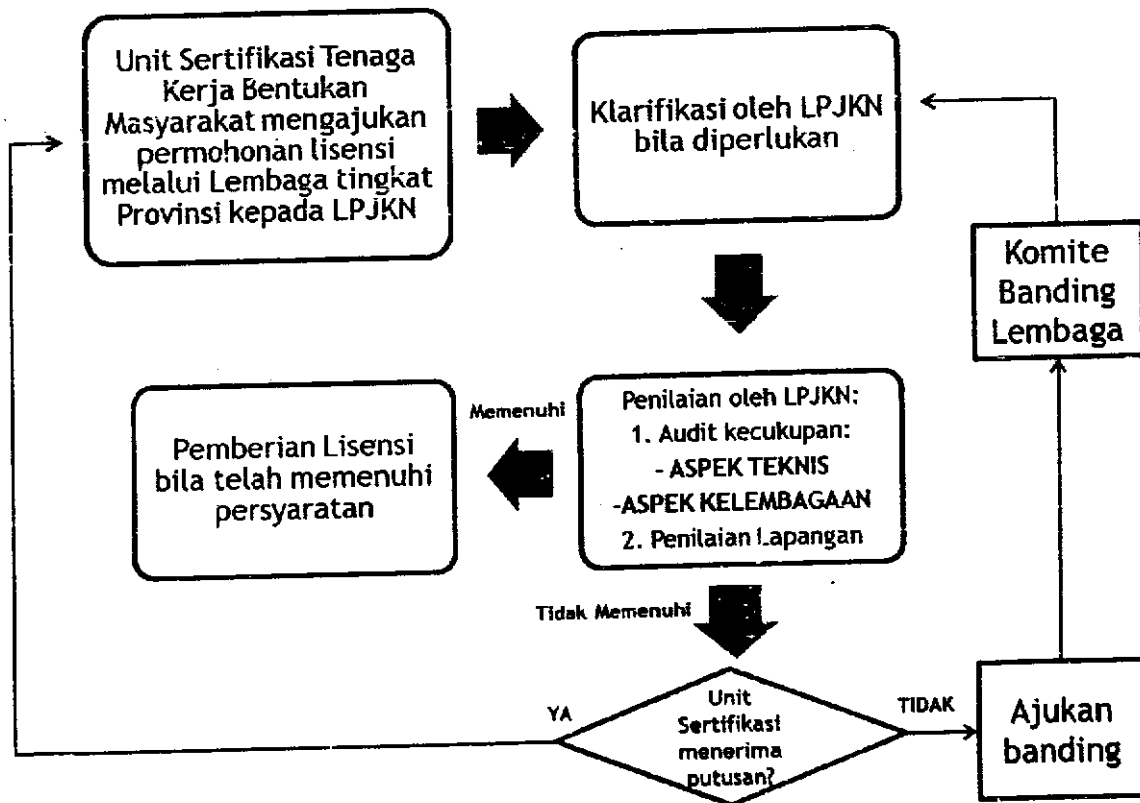 Unit Sertifikasi Tenaga
Kerja Bentukan
Masyarakat mengajukan
permohonan lisensi
melalui Lembaga tingkat
Provinsi kepada LPJKN
Klarifikasi oleh LPJKN
bila diperlukan
Komite
Banding
Lembaga
Pemberian Lisensi
bila telah memenuhi
persyaratan
Memenuhi
Penilaian oleh LPJKN:
1. Audit kecukupan:
- ASPEK TEKNIS
-ASPEK KELEMBAGAAN
2. Penilaian Lapangan
Tidak Memenuhi
YA
Unit
Sertifikasi
menerima
putusan?
TIDAK
Ajukan
banding